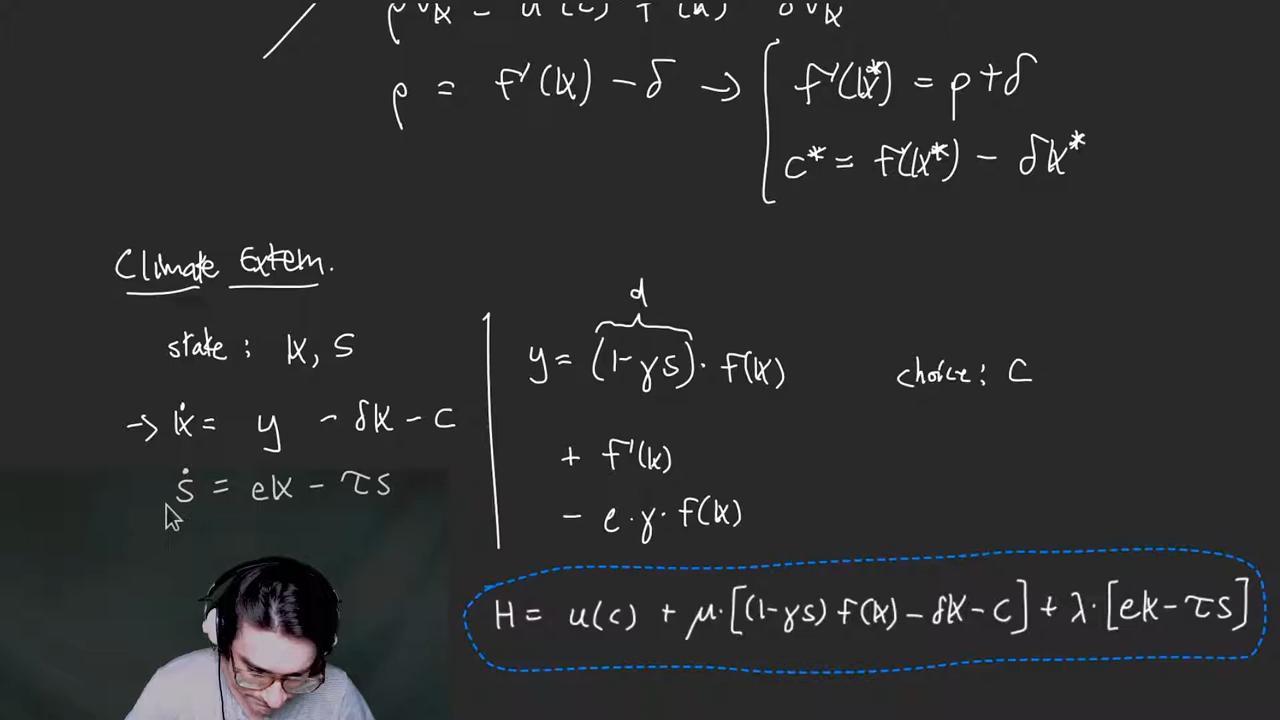 ρ = f'(k) − δ → f'(k*) = ρ+δ
c* = f(k*) − δk*
Climate Extern.
state: k, S
→ k̇ = y − δk − c
ṡ = ek − τs
d
y = (1−γs)· f(k)
+ f'(k)
− e·γ·f(k)
choice: c
H = u(c) + μ·[(1−γs) f(k) − δk − c] + λ·[ek − τs]